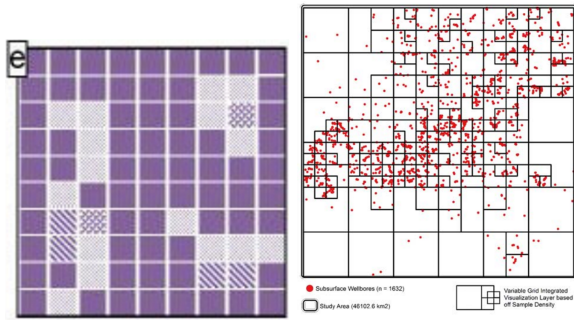 e
Subsurface Wellbores (n = 1632)
Study Area (46102.6 km2)
Variable Grid Integrated
Visualization Layer based
off Sample Density